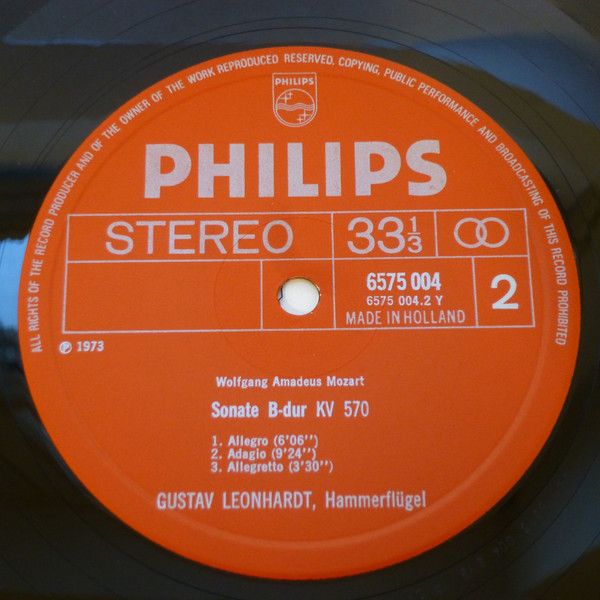 ALL RIGHTS OF THE RECORD PRODUCER AND OF THE OWNER OF THE WORK REPRODUCED RESERVED. COPYING, PUBLIC PERFORMANCE AND BROADCASTING OF THIS RECORD PROHIBITED
PHILIPS
PHILIPS
STEREO
33⅓
6575 004
6575 004.2 Y
MADE IN HOLLAND
2
℗ 1973
Wolfgang Amadeus Mozart
Sonate B-dur KV 570
1. Allegro (6'06'')
2. Adagio (9'24'')
3. Allegretto (3'30'')
GUSTAV LEONHARDT, Hammerflügel